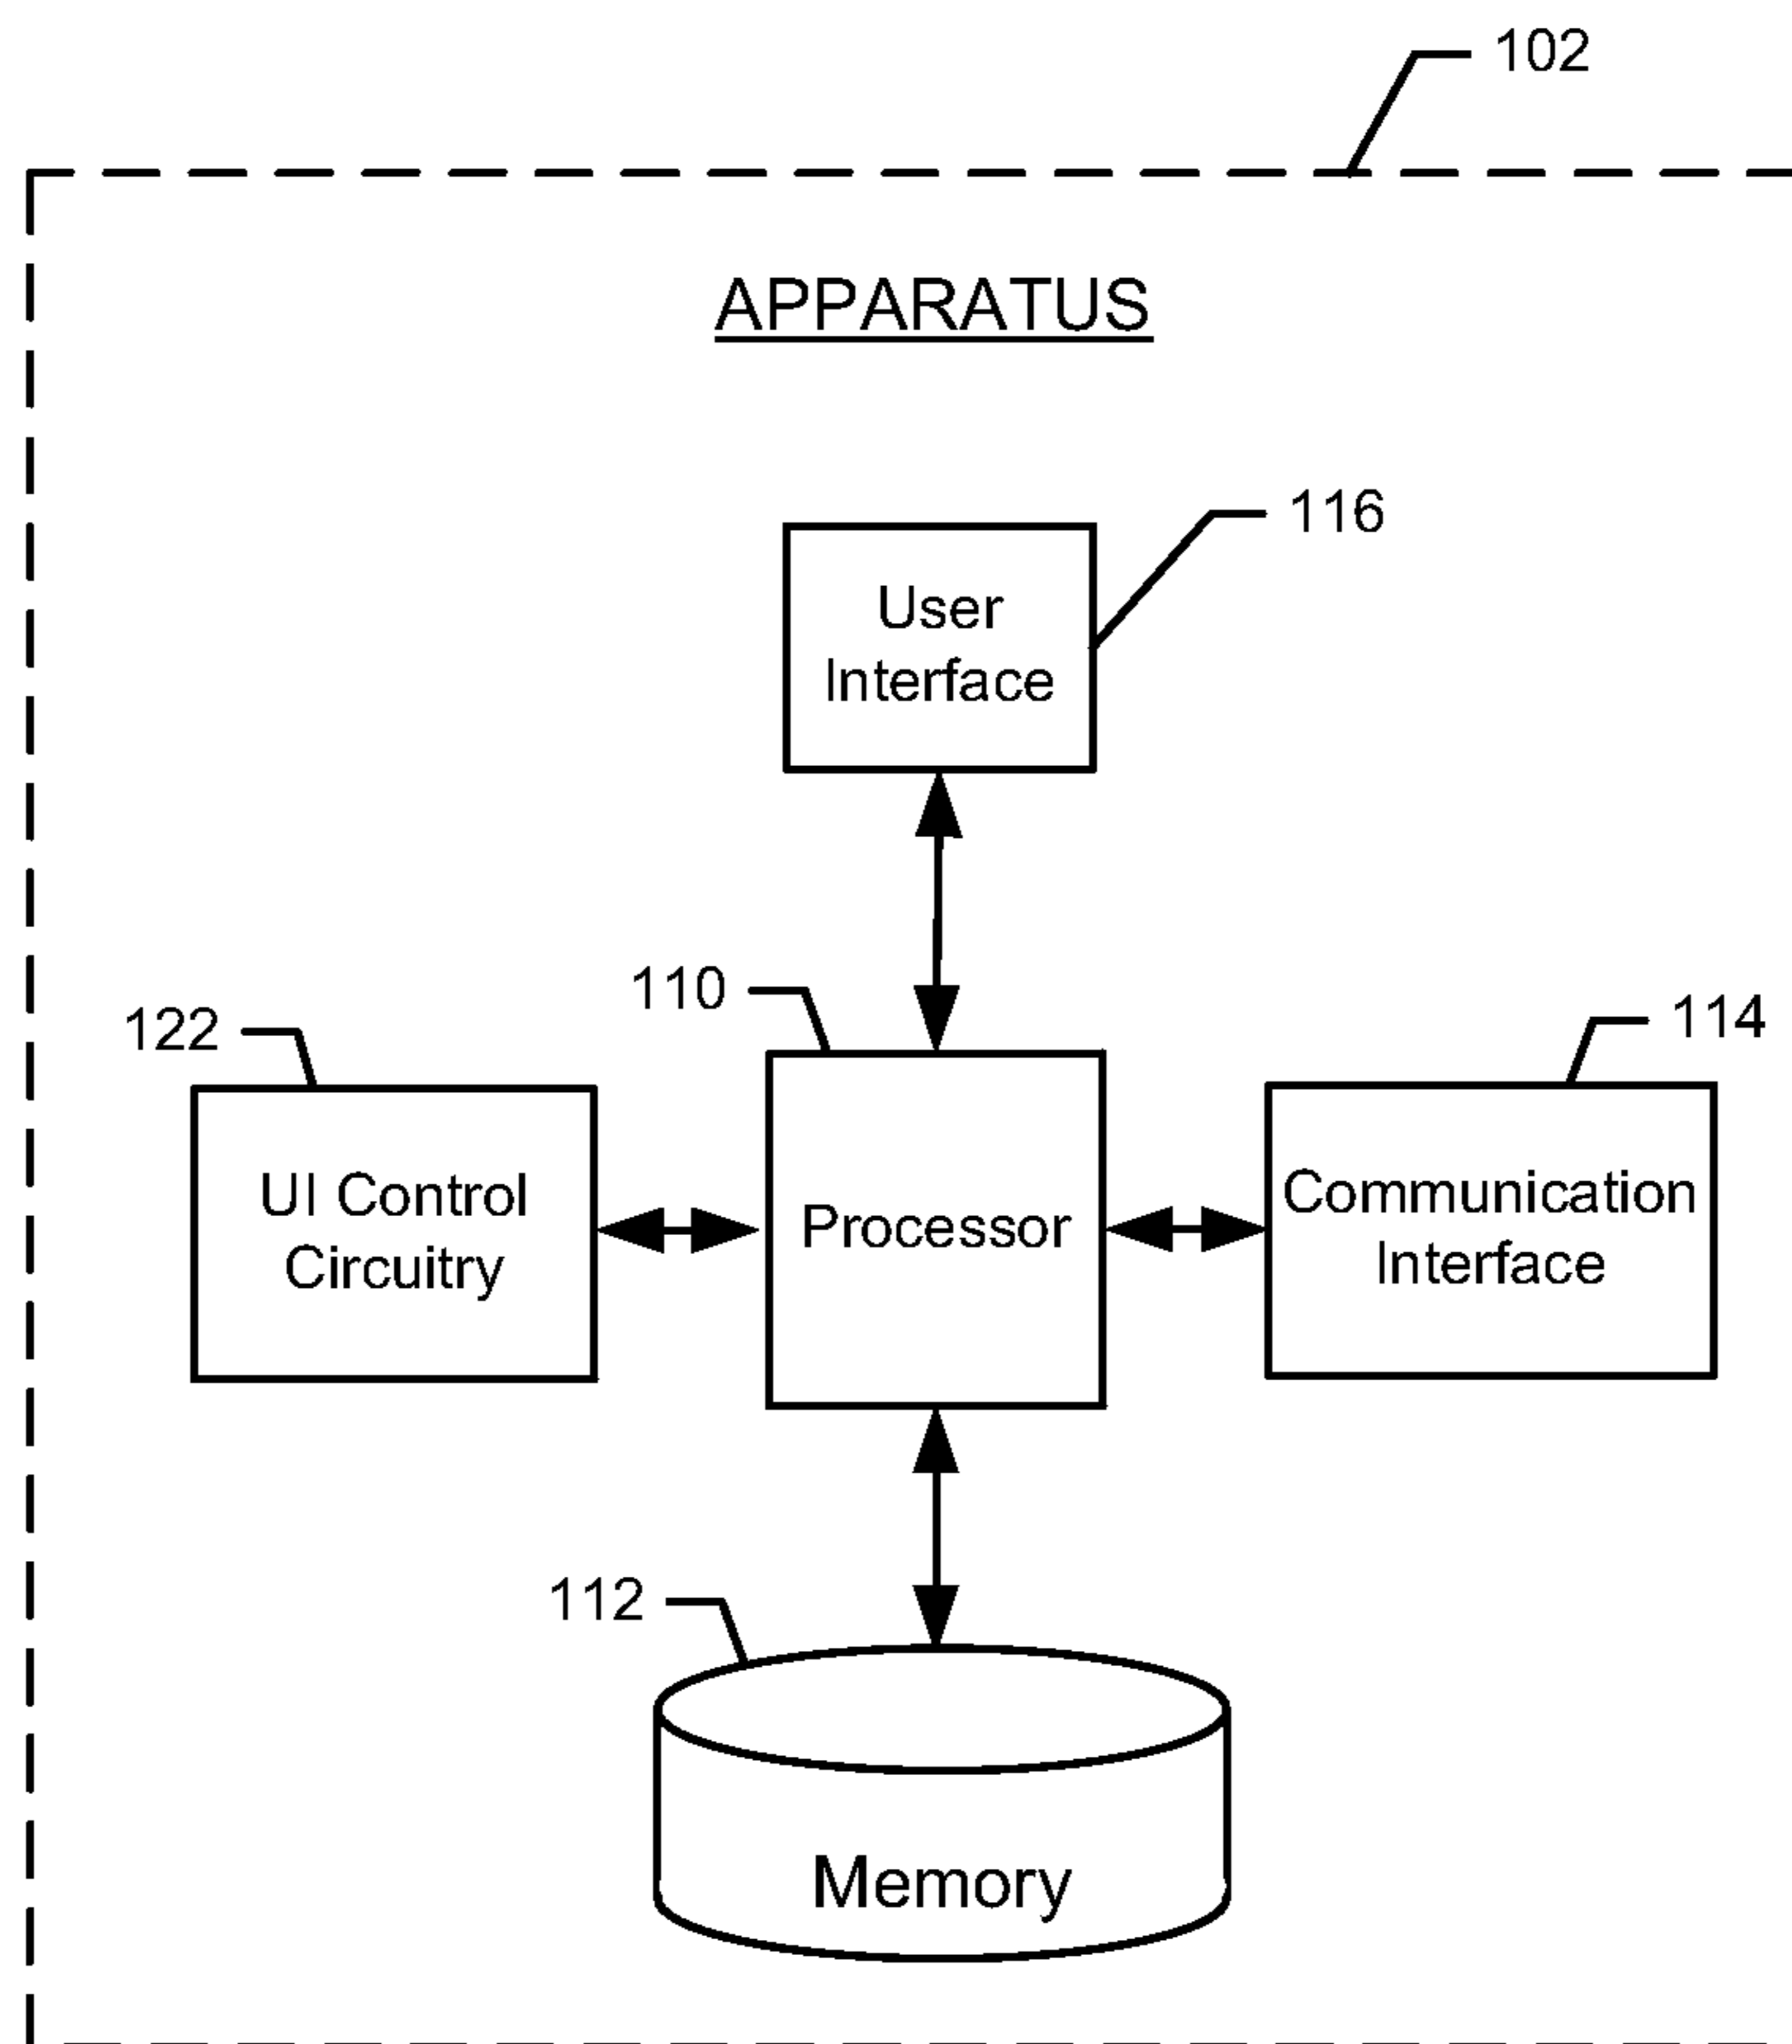 102
APPARATUS
116
User
Interface
110
122
114
UI Control
Circuitry
Processor
Communication
Interface
112
Memory